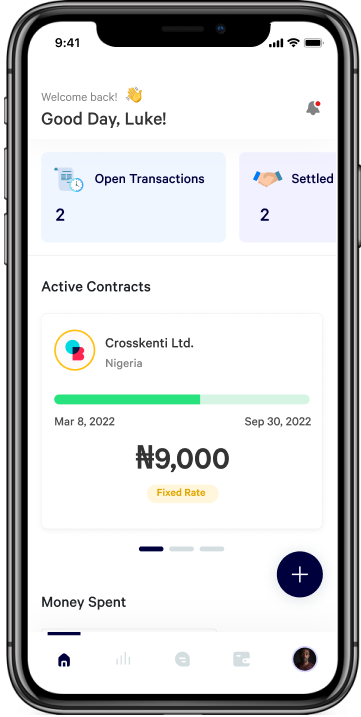 9:41
Welcome back! 👋
Good Day, Luke!
Open Transactions
2
Settled
2
Active Contracts
Crosskenti Ltd.
Nigeria
Mar 8, 2022
Sep 30, 2022
₦9,000
Fixed Rate
Money Spent